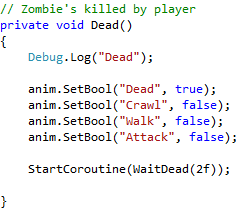 // Zombie's killed by player
private void Dead()
{
    Debug.Log("Dead");

    anim.SetBool("Dead", true);
    anim.SetBool("Crawl", false);
    anim.SetBool("Walk", false);
    anim.SetBool("Attack", false);

    StartCoroutine(WaitDead(2f));

}